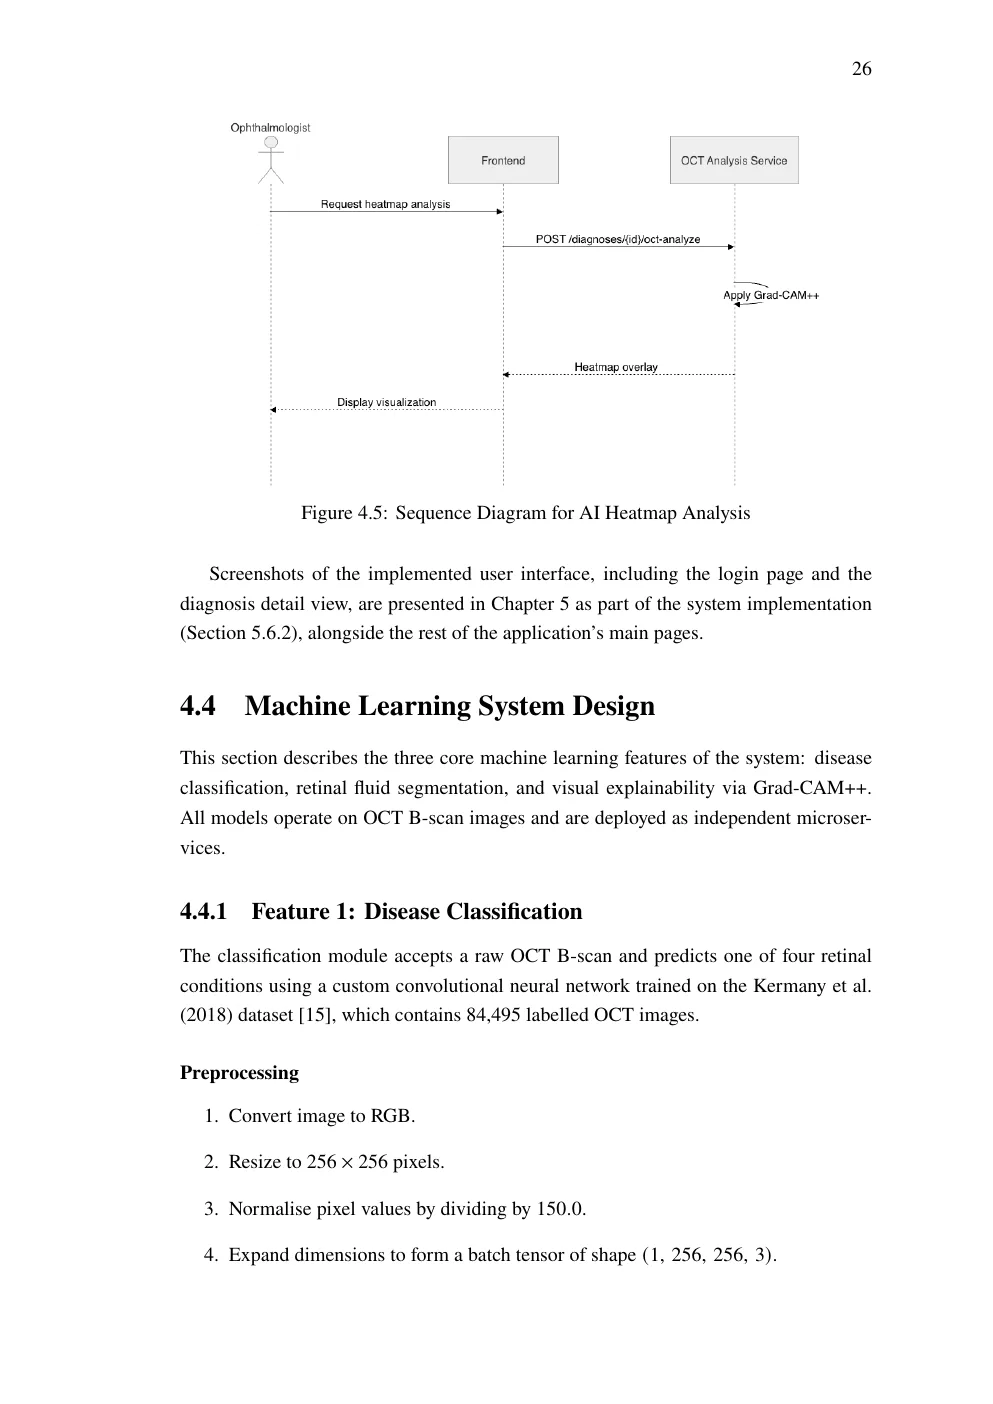 26
Ophthalmologist
Frontend
OCT Analysis Service
Request heatmap analysis
POST /diagnoses/{id}/oct-analyze
Apply Grad-CAM++
Heatmap overlay
Display visualization
Figure 4.5: Sequence Diagram for AI Heatmap Analysis
Screenshots of the implemented user interface, including the login page and the
diagnosis detail view, are presented in Chapter 5 as part of the system implementation
(Section 5.6.2), alongside the rest of the application's main pages.
4.4 Machine Learning System Design
This section describes the three core machine learning features of the system: disease
classification, retinal fluid segmentation, and visual explainability via Grad-CAM++.
All models operate on OCT B-scan images and are deployed as independent microser-
vices.
4.4.1 Feature 1: Disease Classification
The classification module accepts a raw OCT B-scan and predicts one of four retinal
conditions using a custom convolutional neural network trained on the Kermany et al.
(2018) dataset [15], which contains 84,495 labelled OCT images.
Preprocessing
1. Convert image to RGB.
2. Resize to 256 × 256 pixels.
3. Normalise pixel values by dividing by 150.0.
4. Expand dimensions to form a batch tensor of shape (1, 256, 256, 3).